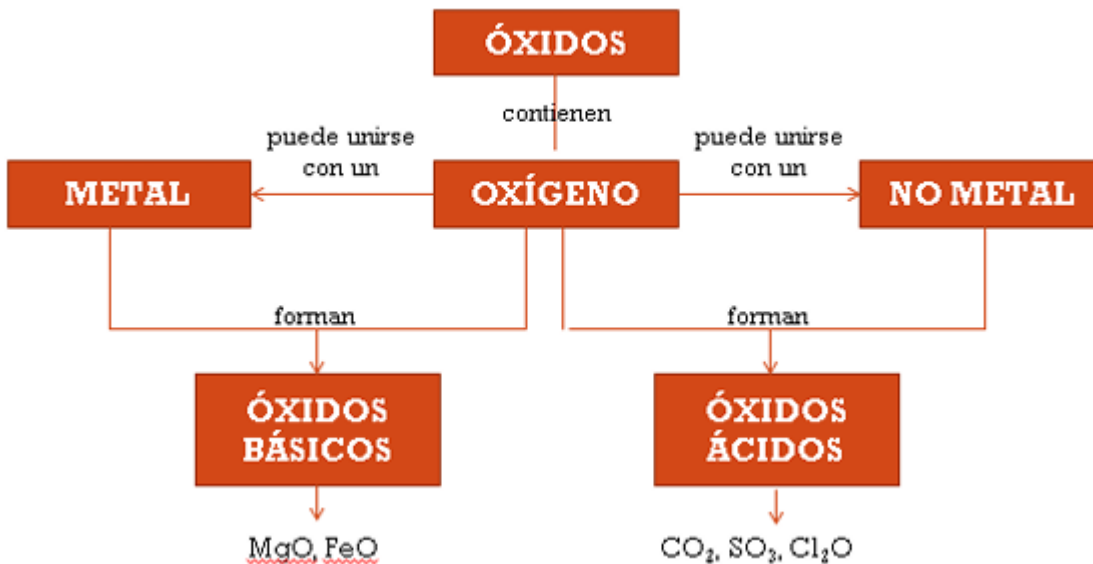 ÓXIDOS
contienen
puede unirse
con un
puede unirse
con un
METAL
OXÍGENO
NO METAL
forman
forman
ÓXIDOS
BÁSICOS
ÓXIDOS
ÁCIDOS
MgO, FeO
CO₂, SO₃, Cl₂O